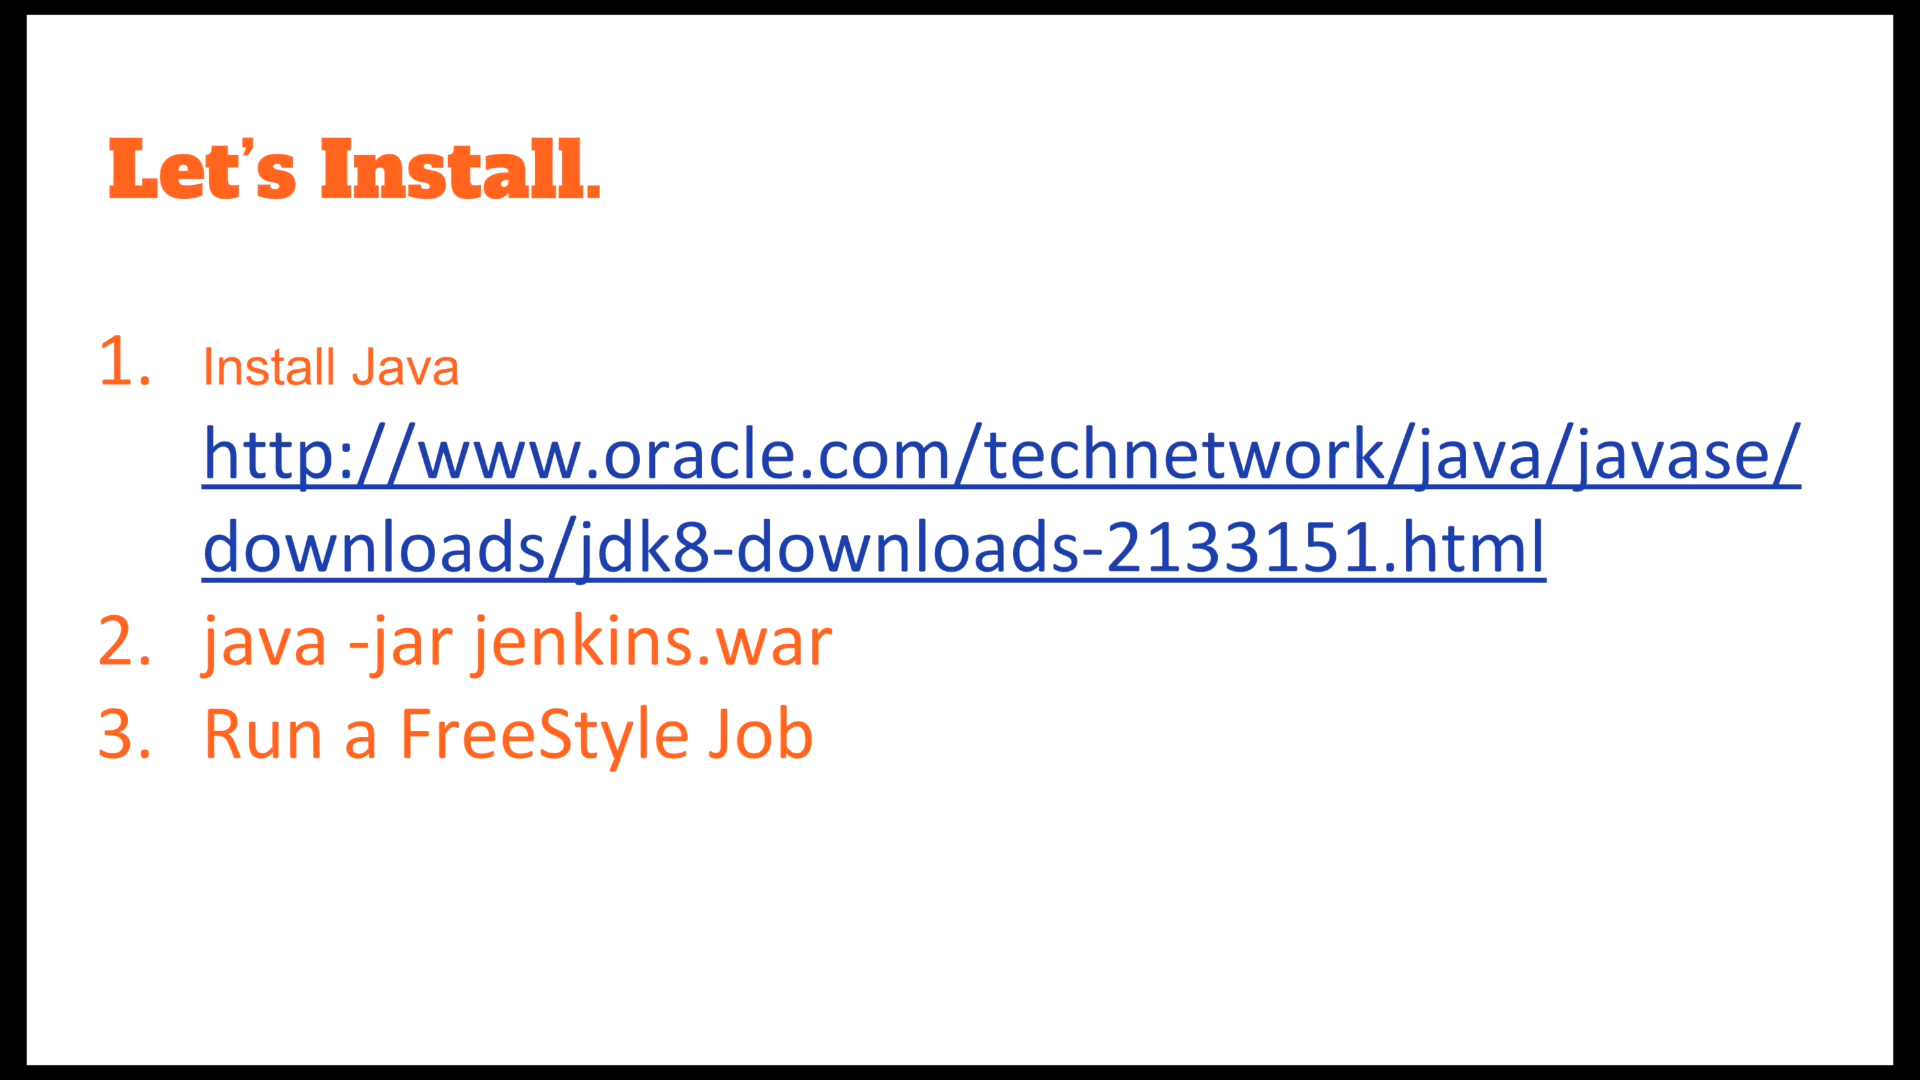 Let’s Install.
1. Install Java
http://www.oracle.com/technetwork/java/javase/
downloads/jdk8-downloads-2133151.html
2. java -jar jenkins.war
3. Run a FreeStyle Job